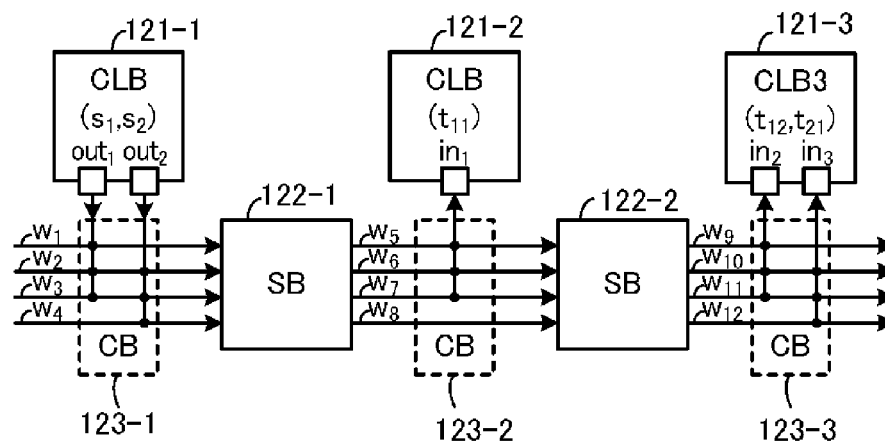 121-1 121-2 121-3
CLB CLB CLB3
(s₁,s₂) (t₁₁) (t₁₂,t₂₁)
out₁ out₂ in₁ in₂ in₃
122-1 122-2
W₁ W₅ W₉
W₂ W₆ W₁₀
W₃ SB W₇ SB W₁₁
W₄ W₈ W₁₂
CB CB CB
123-1 123-2 123-3